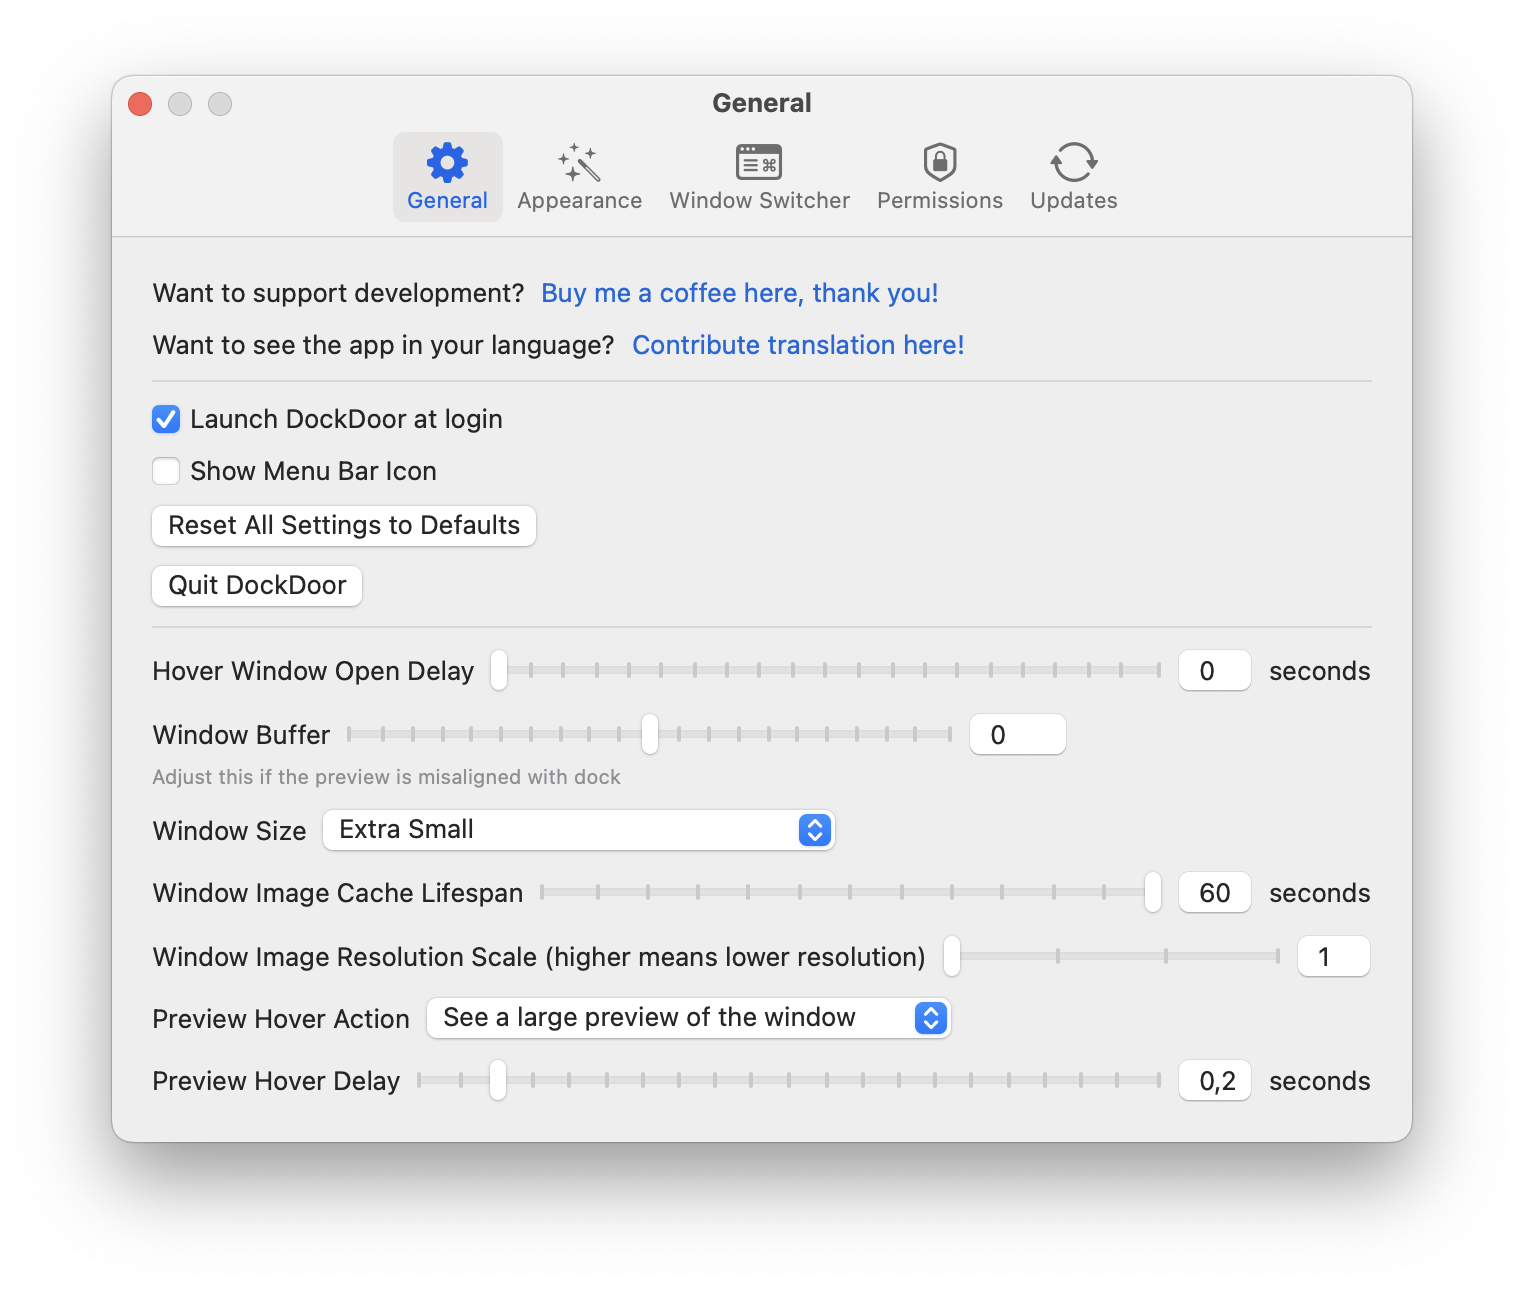 General
General Appearance Window Switcher Permissions Updates
Want to support development? Buy me a coffee here, thank you!
Want to see the app in your language? Contribute translation here!
Launch DockDoor at login
Show Menu Bar Icon
Reset All Settings to Defaults
Quit DockDoor
Hover Window Open Delay 0 seconds
Window Buffer 0
Adjust this if the preview is misaligned with dock
Window Size Extra Small
Window Image Cache Lifespan 60 seconds
Window Image Resolution Scale (higher means lower resolution) 1
Preview Hover Action See a large preview of the window
Preview Hover Delay 0,2 seconds